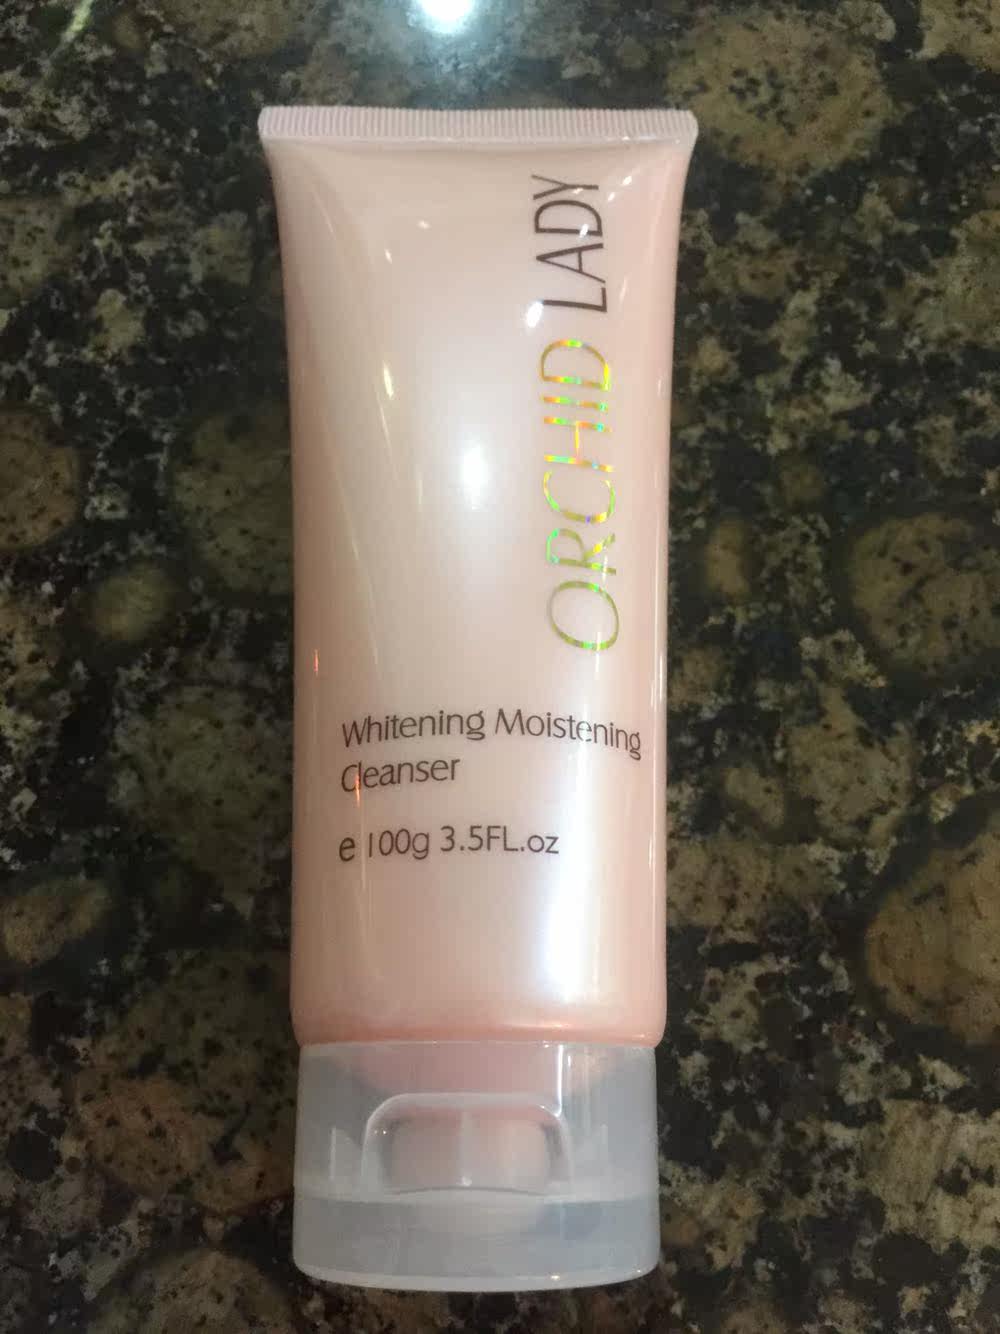 ORCHID LADY
Whitening Moistening
Cleanser
e 100g 3.5FL.oz